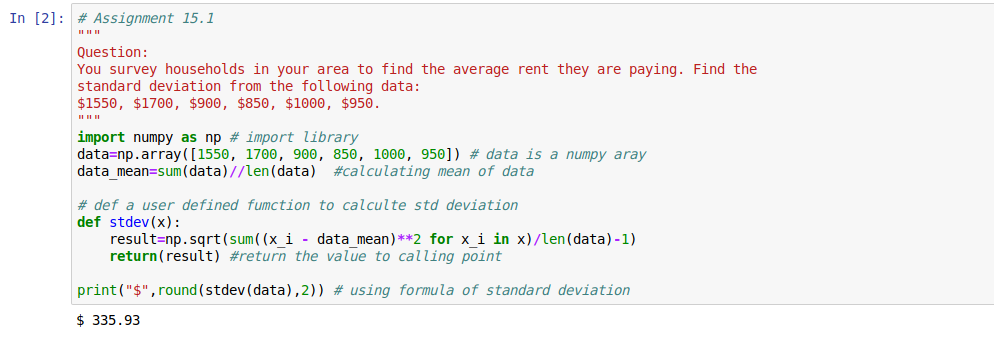 In [2]: # Assignment 15.1
"""
Question:
You survey households in your area to find the average rent they are paying. Find the
standard deviation from the following data:
$1550, $1700, $900, $850, $1000, $950.
"""
import numpy as np # import library
data=np.array([1550, 1700, 900, 850, 1000, 950]) # data is a numpy aray
data_mean=sum(data)//len(data)  #calculating mean of data

# def a user defined fumction to calculte std deviation
def stdev(x):
    result=np.sqrt(sum((x_i - data_mean)**2 for x_i in x)/len(data)-1)
    return(result) #return the value to calling point

print("$",round(stdev(data),2)) # using formula of standard deviation
$ 335.93